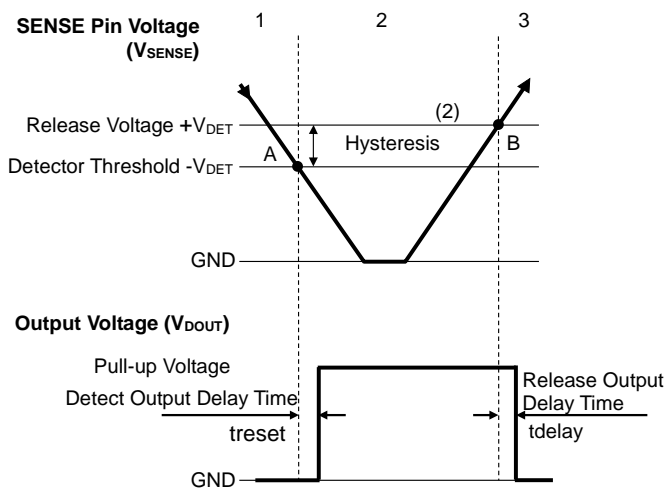 SENSE Pin Voltage
(VSENSE)
1
2
3
Release Voltage +VDET
(2)
A
Hysteresis
B
Detector Threshold -VDET
GND
Output Voltage (VDOUT)
Pull-up Voltage
Detect Output Delay Time
treset
Release Output
Delay Time
tdelay
GND